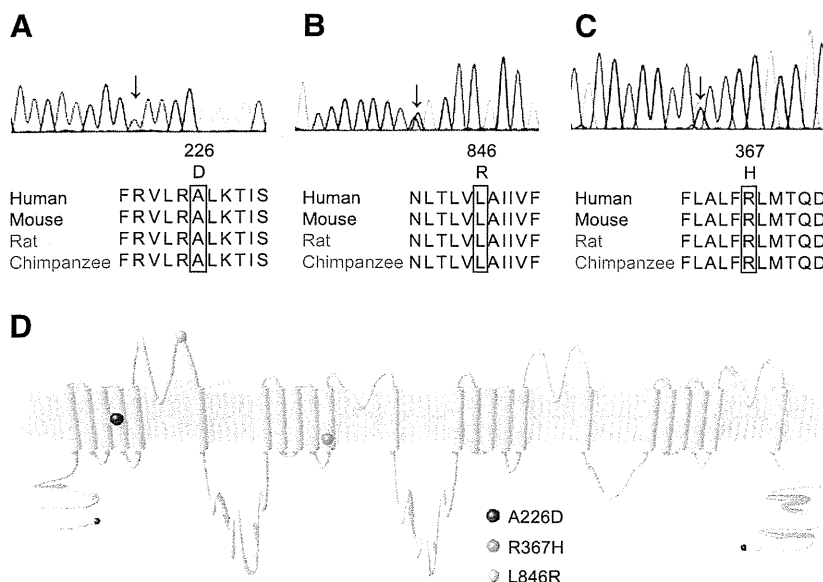 A
226
D
Human FRVLRALKTIS
Mouse FRVLRALKTIS
Rat FRVLRALKTIS
Chimpanzee FRVLRALKTIS
B
846
R
Human NLTLVLAIIVF
Mouse NLTLVLAIIVF
Rat NLTLVLAIIVF
Chimpanzee NLTLVLAIIVF
C
367
H
Human FLALFRLMTQD
Mouse FLALFRLMTQD
Rat FLALFRLMTQD
Chimpanzee FLALFRLMTQD
D
A226D
R367H
L846R